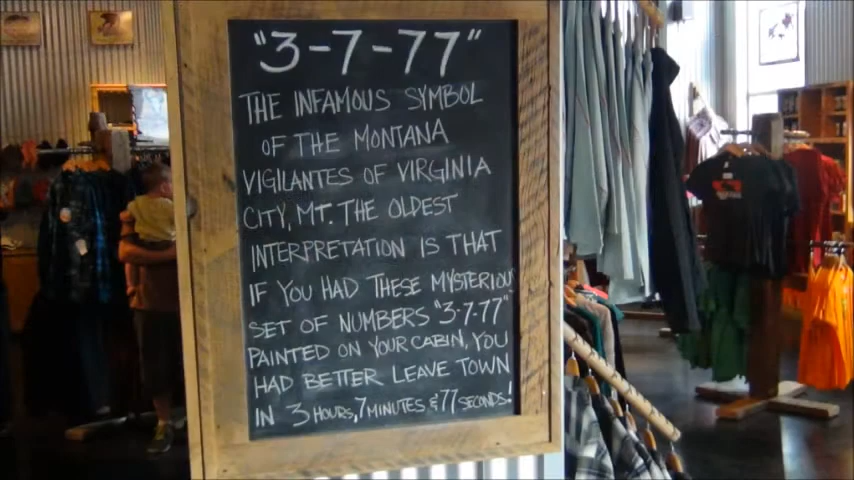 "3-7-77"
THE INFAMOUS SYMBOL
OF THE MONTANA
VIGILANTES OF VIRGINIA
CITY, MT. THE OLDEST
INTERPRETATION IS THAT
IF YOU HAD THESE MYSTERIOUS
SET OF NUMBERS "3-7-77"
PAINTED ON YOUR CABIN, YOU
HAD BETTER LEAVE TOWN
IN 3 HOURS, 7 MINUTES & 77 SECONDS!